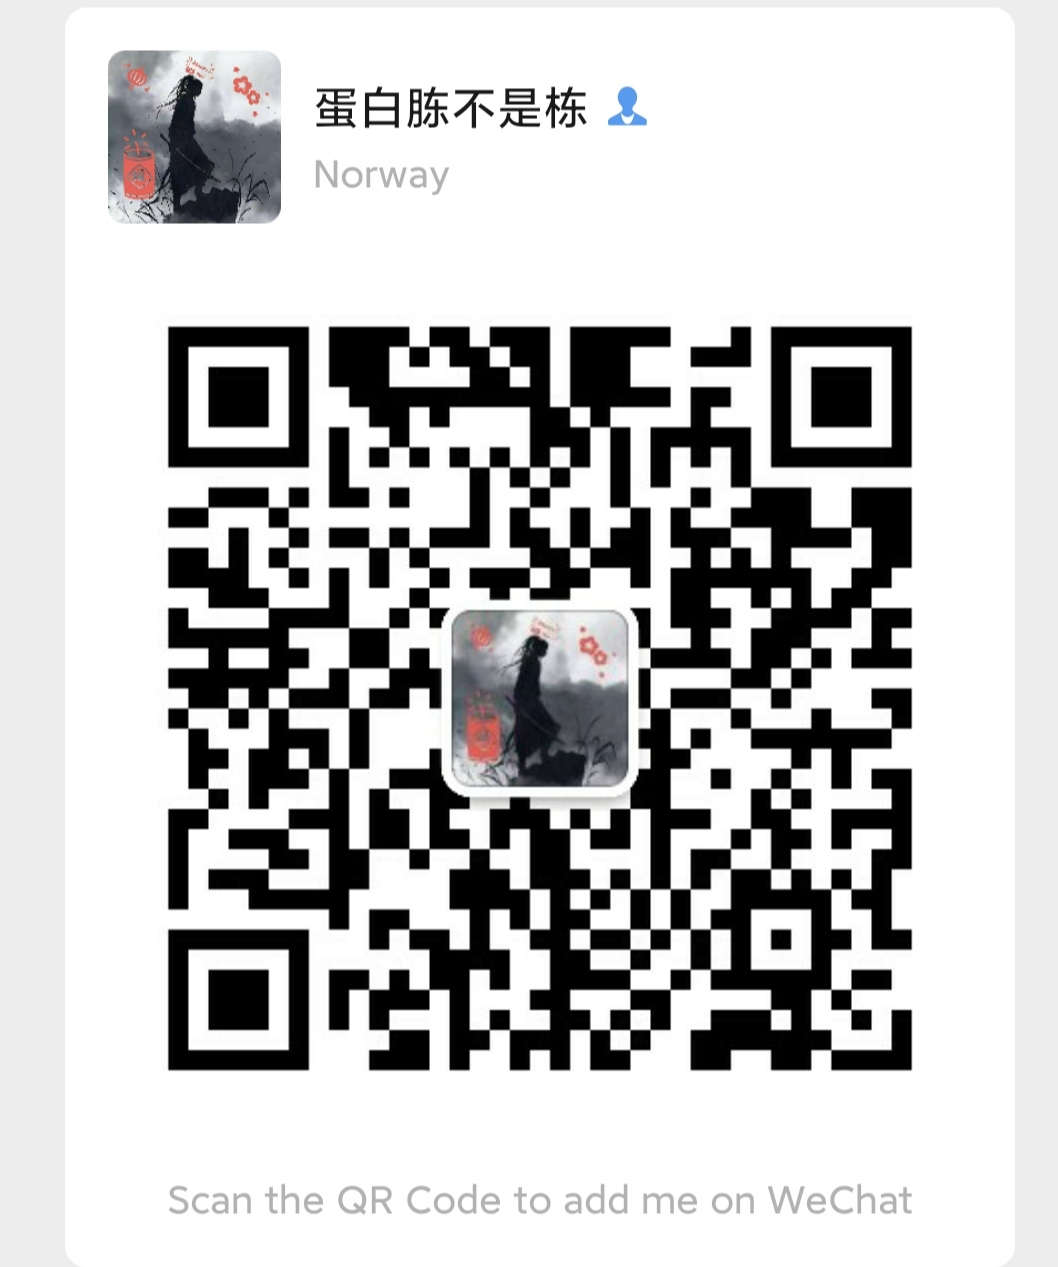 蛋白胨不是栋
Norway
Scan the QR Code to add me on WeChat